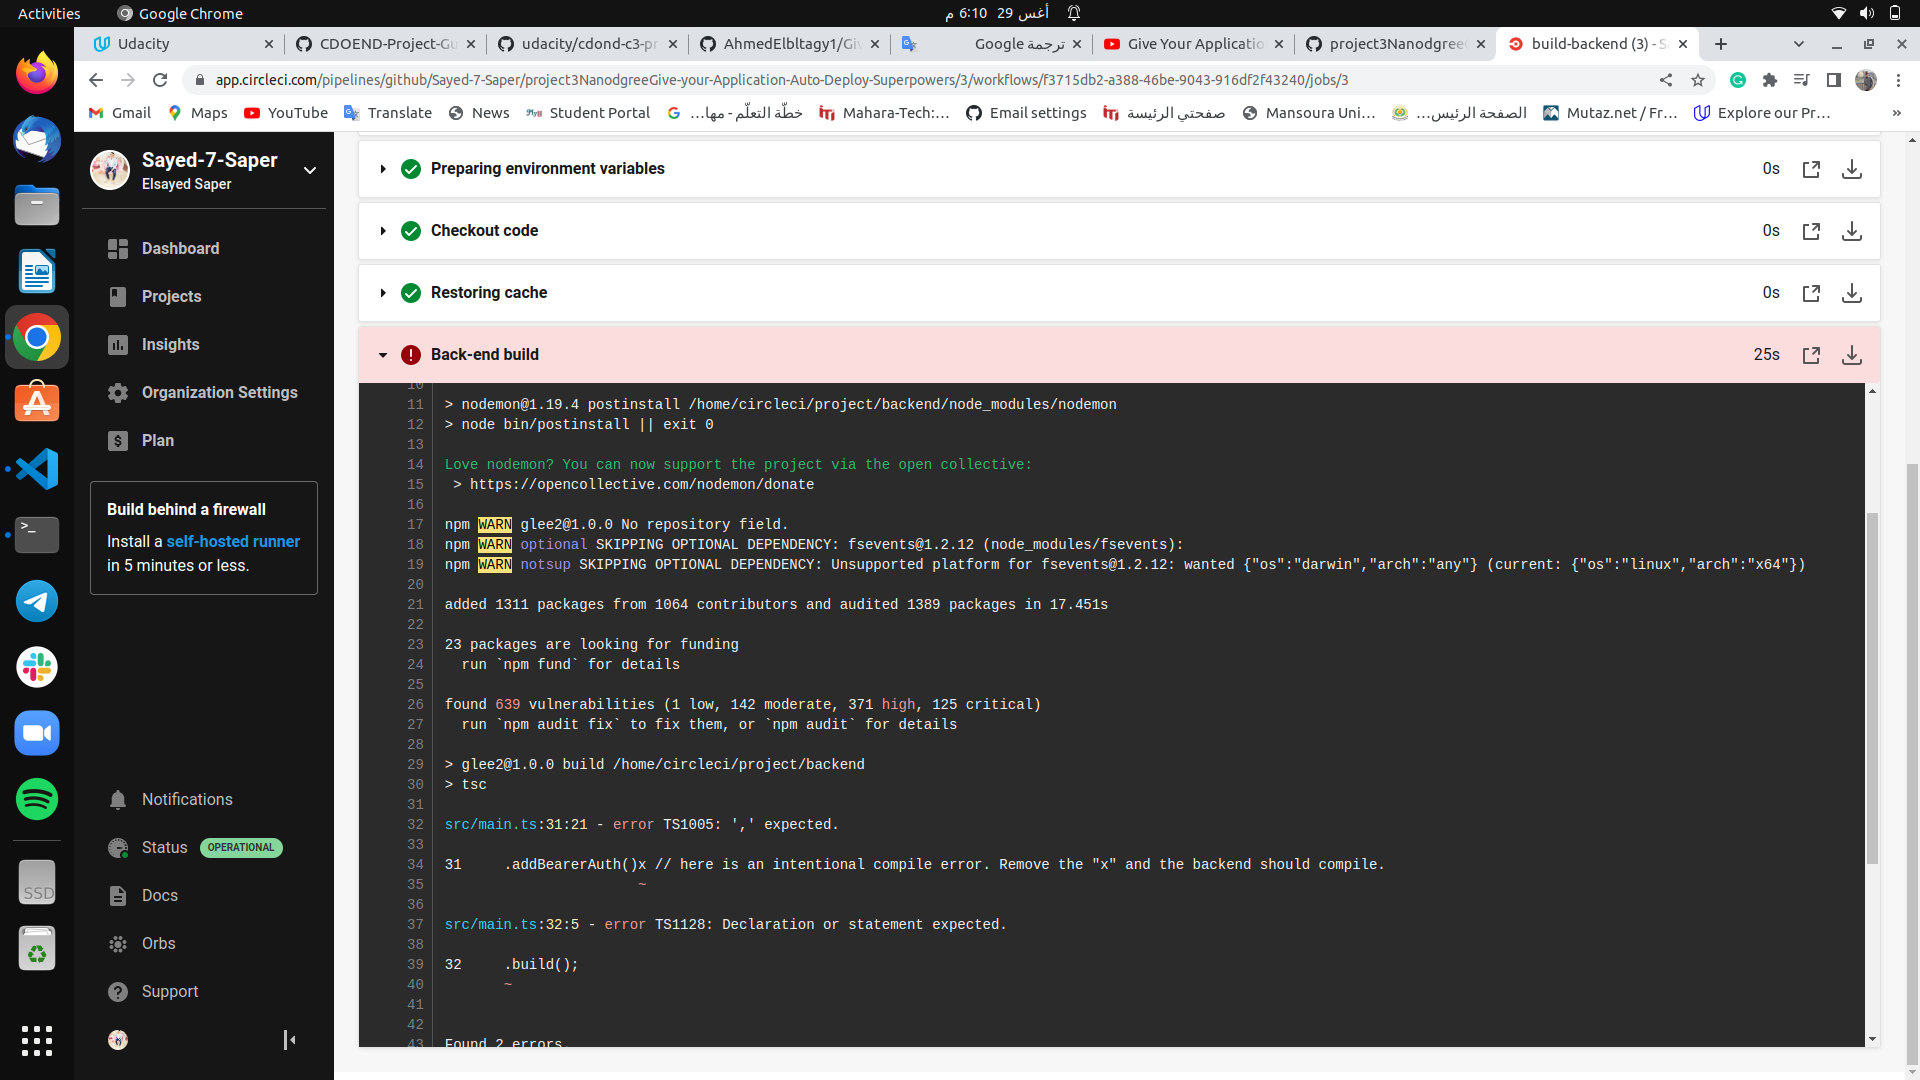 Activities
Google Chrome
أغس 29 6:10 م
Udacity
CDOEND-Project-Gu
udacity/cdond-c3-pr
AhmedElbltagy1/Giv
ترجمة Google
Give Your Applicatio
project3Nanodgree
build-backend (3) - S
app.circleci.com/pipelines/github/Sayed-7-Saper/project3NanodgreeGive-your-Application-Auto-Deploy-Superpowers/3/workflows/f3715db2-a388-46be-9043-916df2f43240/jobs/3
Gmail
Maps
YouTube
Translate
News
Student Portal
خطّة التعلّم - مها...
Mahara-Tech:...
Email settings
صفحتي الرئيسة
Mansoura Uni...
الصفحة الرئيس...
Mutaz.net / Fr...
Explore our Pr...
»
Sayed-7-Saper
Elsayed Saper
Dashboard
Projects
Insights
Organization Settings
Plan
Build behind a firewall
Install a self-hosted runner
in 5 minutes or less.
Notifications
Status OPERATIONAL
Docs
Orbs
Support
SSD
Preparing environment variables 0s
Checkout code 0s
Restoring cache 0s
Back-end build 25s
10
11 > nodemon@1.19.4 postinstall /home/circleci/project/backend/node_modules/nodemon
12 > node bin/postinstall || exit 0
13
14 Love nodemon? You can now support the project via the open collective:
15 > https://opencollective.com/nodemon/donate
16
17 npm WARN glee2@1.0.0 No repository field.
18 npm WARN optional SKIPPING OPTIONAL DEPENDENCY: fsevents@1.2.12 (node_modules/fsevents):
19 npm WARN notsup SKIPPING OPTIONAL DEPENDENCY: Unsupported platform for fsevents@1.2.12: wanted {"os":"darwin","arch":"any"} (current: {"os":"linux","arch":"x64"})
20
21 added 1311 packages from 1064 contributors and audited 1389 packages in 17.451s
22
23 23 packages are looking for funding
24 run `npm fund` for details
25
26 found 639 vulnerabilities (1 low, 142 moderate, 371 high, 125 critical)
27 run `npm audit fix` to fix them, or `npm audit` for details
28
29 > glee2@1.0.0 build /home/circleci/project/backend
30 > tsc
31
32 src/main.ts:31:21 - error TS1005: ',' expected.
33
34 31 .addBearerAuth()x // here is an intentional compile error. Remove the "x" and the backend should compile.
35 ~
36
37 src/main.ts:32:5 - error TS1128: Declaration or statement expected.
38
39 32 .build();
40 ~
41
42
43 Found 2 errors.